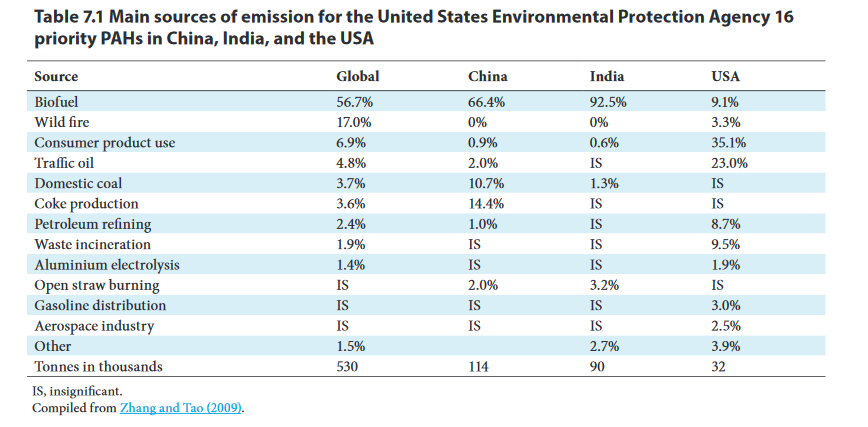 Table 7.1 Main sources of emission for the United States Environmental Protection Agency 16
priority PAHs in China, India, and the USA
Source Global China India USA
Biofuel 56.7% 66.4% 92.5% 9.1%
Wild fire 17.0% 0% 0% 3.3%
Consumer product use 6.9% 0.9% 0.6% 35.1%
Traffic oil 4.8% 2.0% IS 23.0%
Domestic coal 3.7% 10.7% 1.3% IS
Coke production 3.6% 14.4% IS IS
Petroleum refining 2.4% 1.0% IS 8.7%
Waste incineration 1.9% IS IS 9.5%
Aluminium electrolysis 1.4% IS IS 1.9%
Open straw burning IS 2.0% 3.2% IS
Gasoline distribution IS IS IS 3.0%
Aerospace industry IS IS IS 2.5%
Other 1.5% 2.7% 3.9%
Tonnes in thousands 530 114 90 32
IS, insignificant.
Compiled from Zhang and Tao (2009).